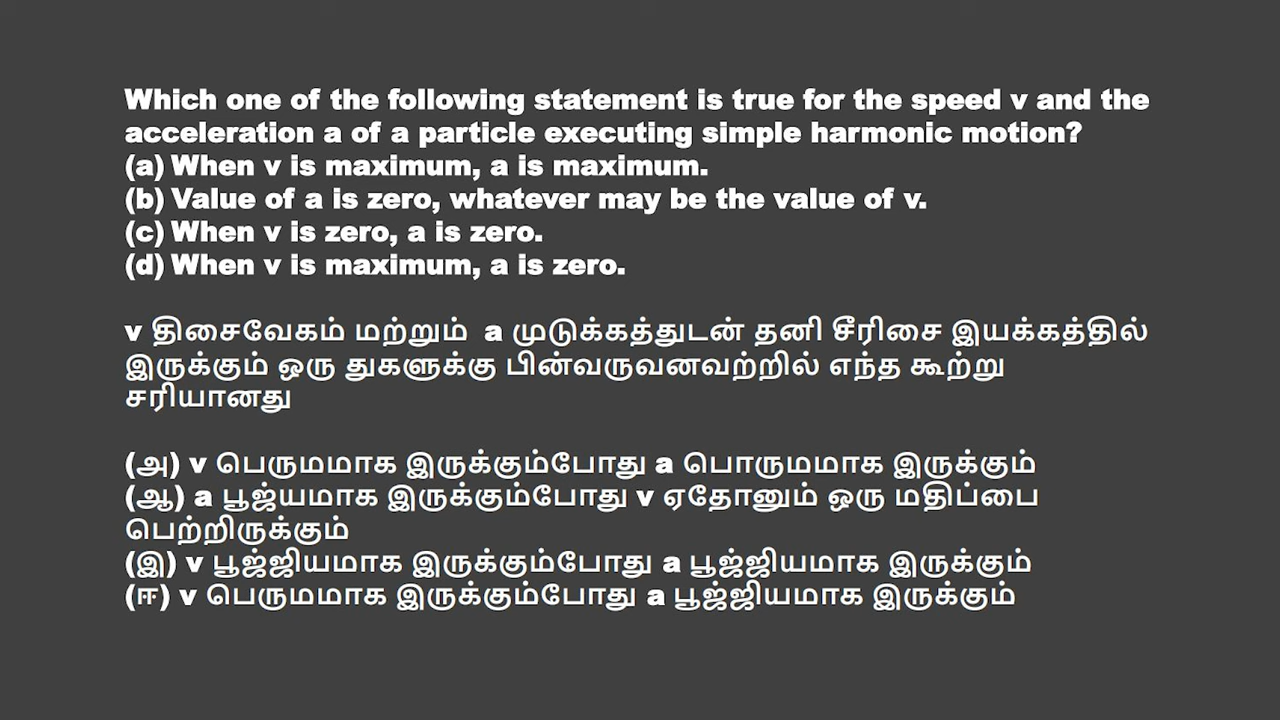 Which one of the following statement is true for the speed v and the
acceleration a of a particle executing simple harmonic motion?
(a) When v is maximum, a is maximum.
(b) Value of a is zero, whatever may be the value of v.
(c) When v is zero, a is zero.
(d) When v is maximum, a is zero.
v திசைவேகம் மற்றும் a முடுக்கத்துடன் தனி சீரிசை இயக்கத்தில்
இருக்கும் ஒரு துகளுக்கு பின்வருவனவற்றில் எந்த கூற்று
சரியானது
(அ) v பெருமமாக இருக்கும்போது a பொருமமாக இருக்கும்
(ஆ) a பூஜ்யமாக இருக்கும்போது v ஏதோனும் ஒரு மதிப்பை
பெற்றிருக்கும்
(இ) v பூஜ்ஜியமாக இருக்கும்போது a பூஜ்ஜியமாக இருக்கும்
(ஈ) v பெருமமாக இருக்கும்போது a பூஜ்ஜியமாக இருக்கும்